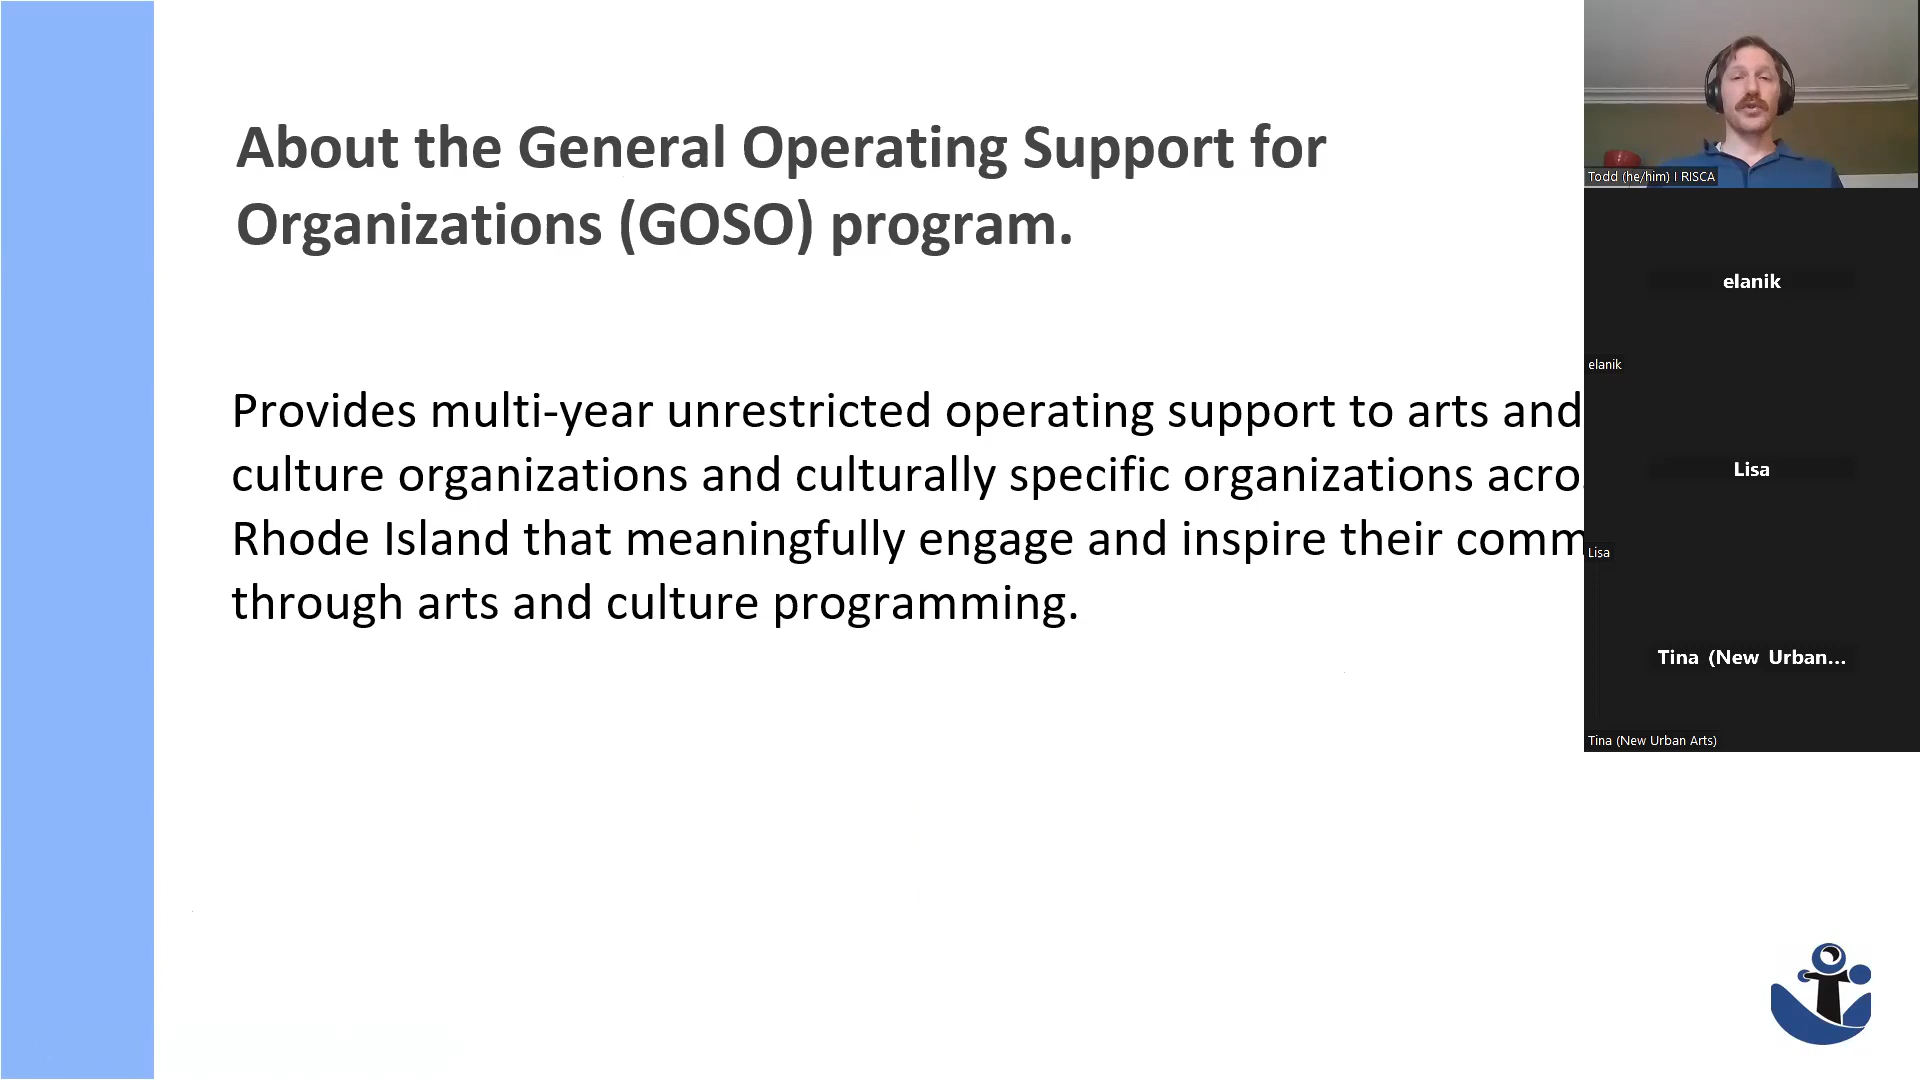 About the General Operating Support for
Organizations (GOSO) program.
Provides multi-year unrestricted operating support to arts and
culture organizations and culturally specific organizations
Rhode Island that meaningfully engage and inspire their
through arts and culture programming.
Todd (he/him) I RISCA
elanik
elanik
Lisa
Lisa
Tina (New Urban...
Tina (New Urban Arts)